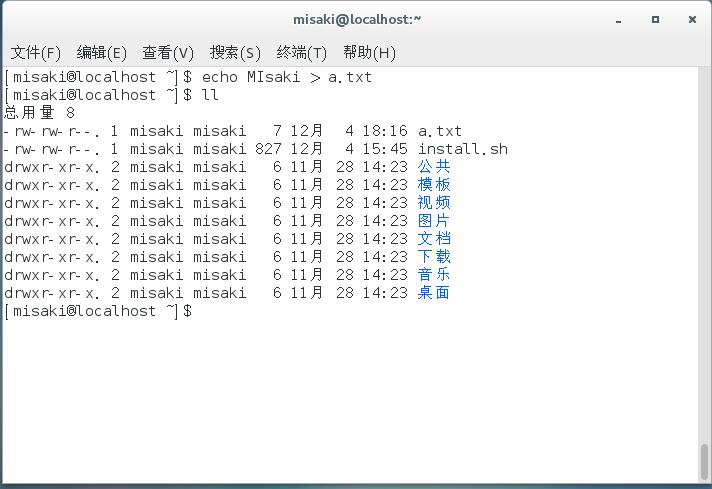 misaki@localhost:~
文件(F) 编辑(E) 查看(V) 搜索(S) 终端(T) 帮助(H)
[misaki@localhost ~]$ echo MIsaki > a.txt
[misaki@localhost ~]$ ll
总用量 8
-rw-rw-r--. 1 misaki misaki   7 12月  4 18:16 a.txt
-rw-rw-r--. 1 misaki misaki 827 12月  4 15:45 install.sh
drwxr-xr-x. 2 misaki misaki   6 11月 28 14:23 公共
drwxr-xr-x. 2 misaki misaki   6 11月 28 14:23 模板
drwxr-xr-x. 2 misaki misaki   6 11月 28 14:23 视频
drwxr-xr-x. 2 misaki misaki   6 11月 28 14:23 图片
drwxr-xr-x. 2 misaki misaki   6 11月 28 14:23 文档
drwxr-xr-x. 2 misaki misaki   6 11月 28 14:23 下载
drwxr-xr-x. 2 misaki misaki   6 11月 28 14:23 音乐
drwxr-xr-x. 2 misaki misaki   6 11月 28 14:23 桌面
[misaki@localhost ~]$